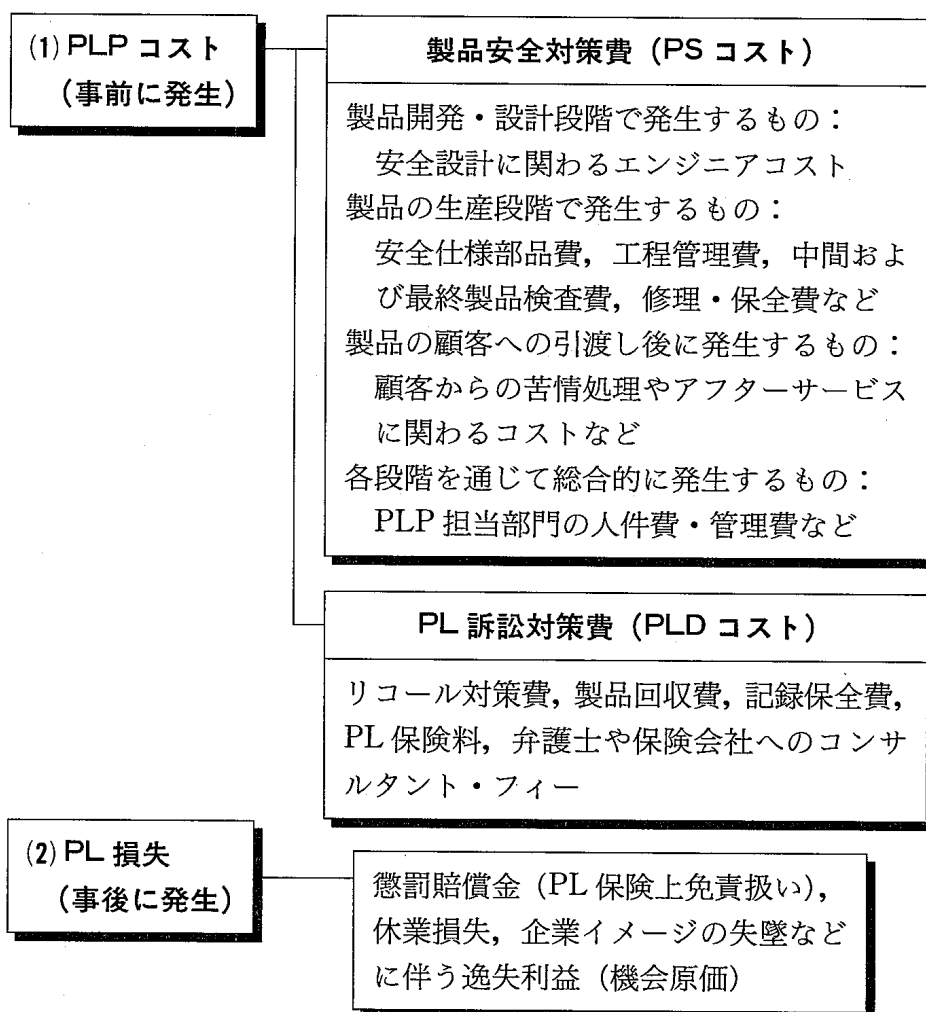 (1) PLP コスト
(事前に発生)
製品安全対策費 (PS コスト)
製品開発・設計段階で発生するもの：
安全設計に関わるエンジニアコスト
製品の生産段階で発生するもの：
安全仕様部品費，工程管理費，中間およ
び最終製品検査費，修理・保全費など
製品の顧客への引渡し後に発生するもの：
顧客からの苦情処理やアフターサービス
に関わるコストなど
各段階を通じて総合的に発生するもの：
PLP 担当部門の人件費・管理費など
PL 訴訟対策費 (PLD コスト)
リコール対策費，製品回収費，記録保全費，
PL 保険料，弁護士や保険会社へのコンサ
ルタント・フィー
(2) PL 損失
(事後に発生)
懲罰賠償金 (PL 保険上免責扱い)，
休業損失，企業イメージの失墜など
に伴う逸失利益 (機会原価)